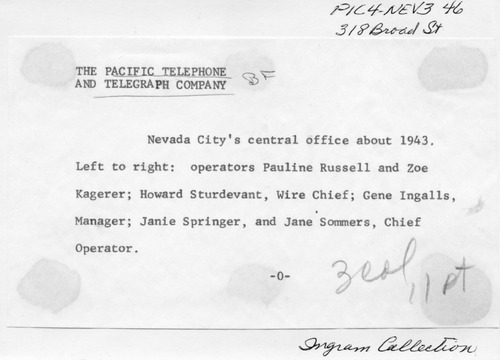 PIC4-NEV3 46
318 Broad St
THE PACIFIC TELEPHONE
AND TELEGRAPH COMPANY BF
Nevada City's central office about 1943.
Left to right: operators Pauline Russell and Zoe
Kagerer; Howard Sturdevant, Wire Chief; Gene Ingalls,
Manager; Janie Springer, and Jane Sommers, Chief
Operator.
-0-
3 col
11 pt
Ingram Collection